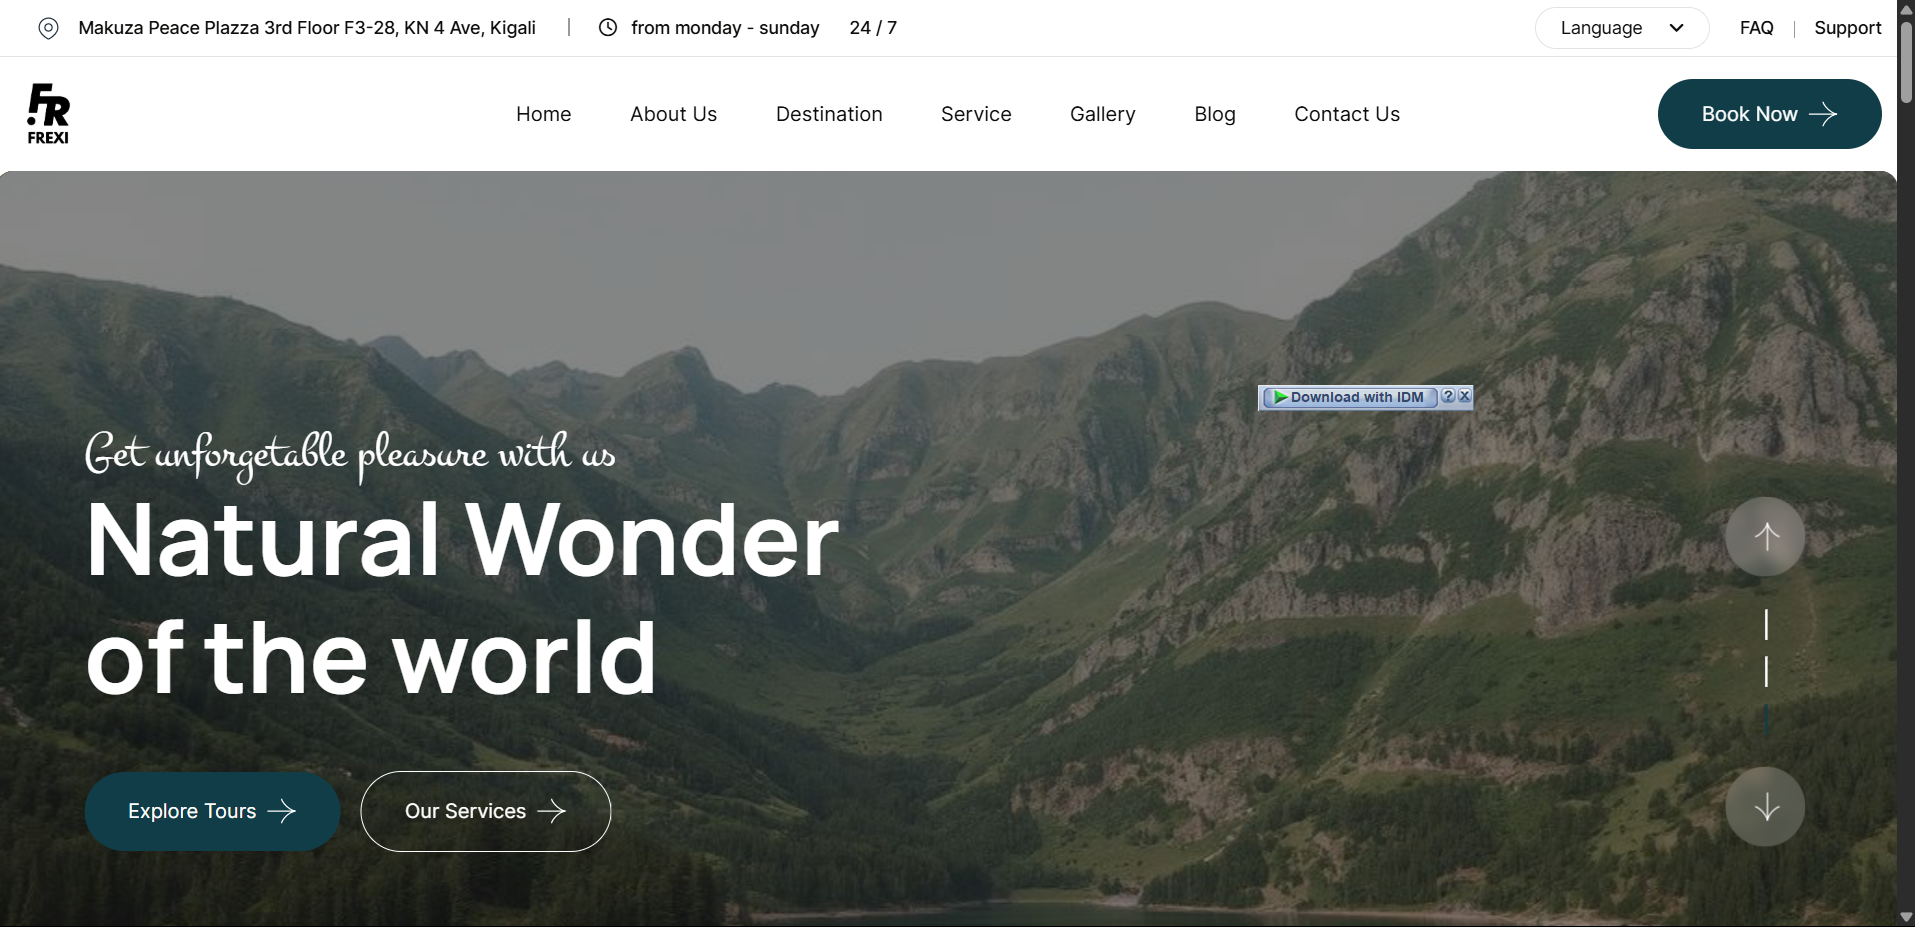 Makuza Peace Plazza 3rd Floor F3-28, KN 4 Ave, Kigali | from monday - sunday 24 / 7
Language FAQ | Support
FR
FREXI
Home About Us Destination Service Gallery Blog Contact Us
Book Now
Download with IDM
Get unforgetable pleasure with us
Natural Wonder
of the world
Explore Tours Our Services